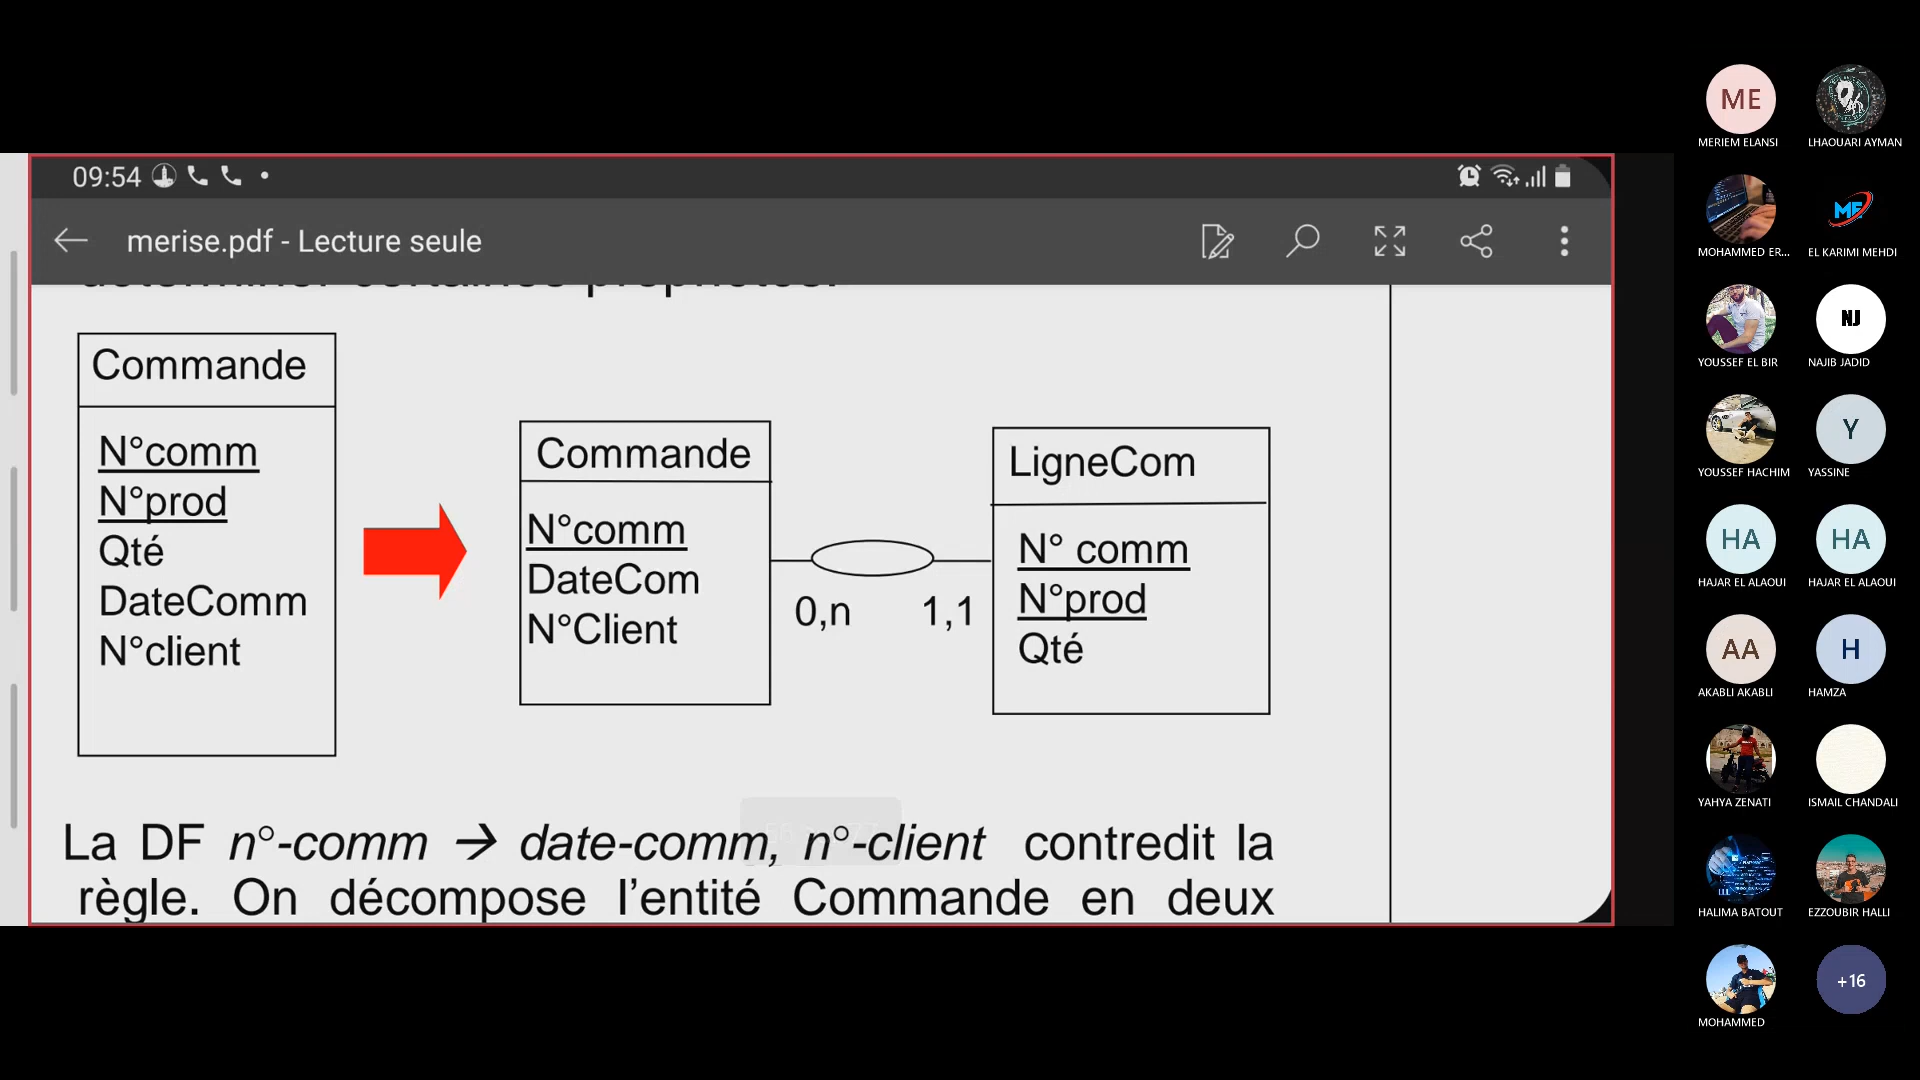 09:54
merise.pdf - Lecture seule
Commande
N°comm
N°prod
Qté
DateComm
N°client
Commande
N°comm
DateCom
N°Client
0,n
1,1
LigneCom
N° comm
N°prod
Qté
La DF n°-comm → date-comm, n°-client contredit la
règle. On décompose l'entité Commande en deux
ME
MERIEM ELANSI
LHAOUARI AYMAN
MOHAMMED ER...
ME
EL KARIMI MEHDI
YOUSSEF EL BIR
NJ
NAJIB JADID
YOUSSEF HACHIM
Y
YASSINE
HA
HAJAR EL ALAOUI
HA
HAJAR EL ALAOUI
AA
AKABLI AKABLI
H
HAMZA
YAHYA ZENATI
ISMAIL CHANDALI
HALIMA BATOUT
EZZOUBIR HALLI
MOHAMMED
+16